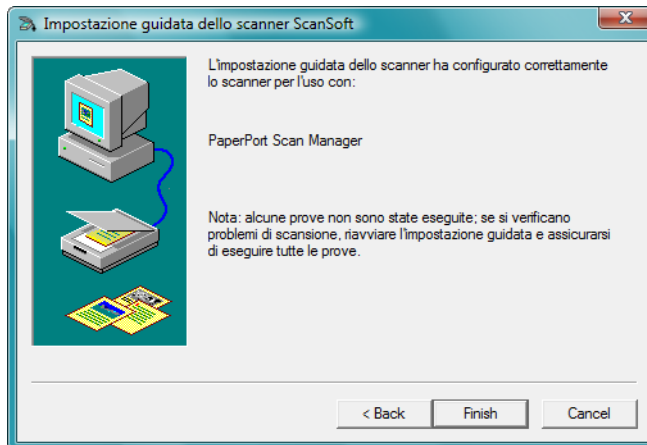 Impostazione guidata dello scanner ScanSoft
L'impostazione guidata dello scanner ha configurato correttamente
lo scanner per l'uso con:
PaperPort Scan Manager
Nota: alcune prove non sono state eseguite; se si verificano
problemi di scansione, riavviare l'impostazione guidata e assicurarsi
di eseguire tutte le prove.
< Back Finish Cancel